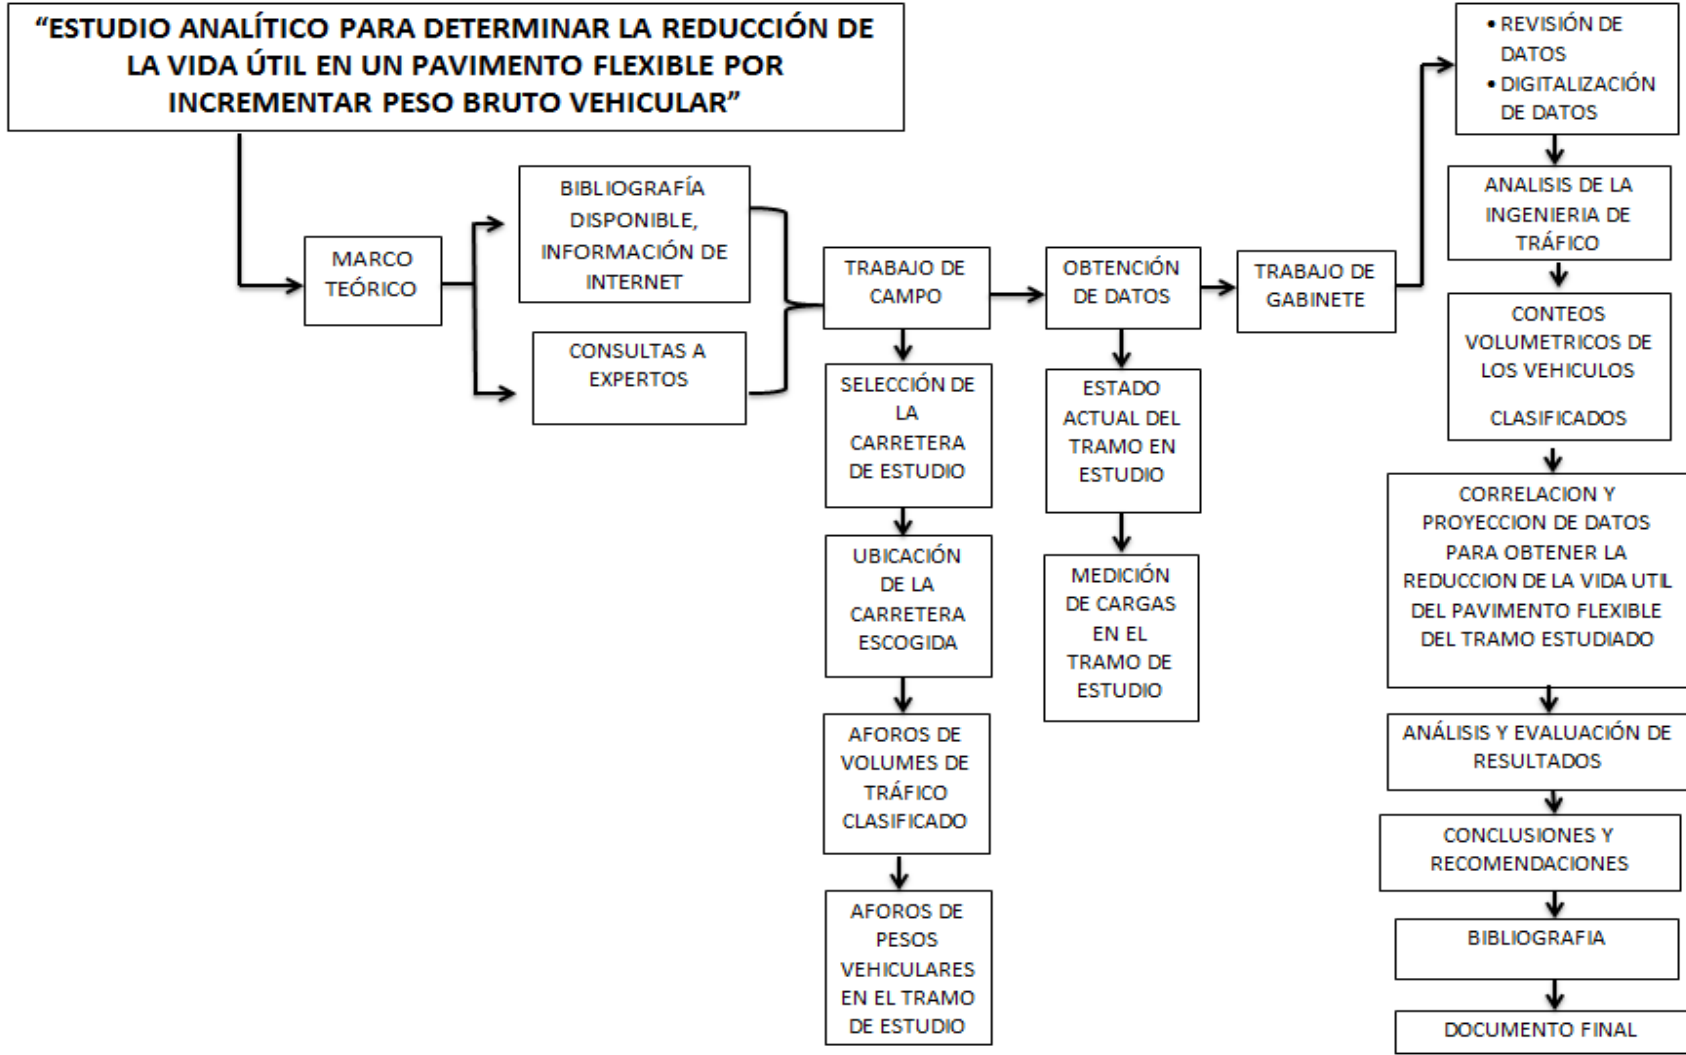 “ESTUDIO ANALÍTICO PARA DETERMINAR LA REDUCCIÓN DE
LA VIDA ÚTIL EN UN PAVIMENTO FLEXIBLE POR
INCREMENTAR PESO BRUTO VEHICULAR”
MARCO
TEÓRICO
BIBLIOGRAFÍA
DISPONIBLE,
INFORMACIÓN DE
INTERNET
CONSULTAS A
EXPERTOS
TRABAJO DE
CAMPO
SELECCIÓN DE
LA
CARRETERA
DE ESTUDIO
UBICACIÓN
DE LA
CARRETERA
ESCOGIDA
AFOROS DE
VOLUMES DE
TRÁFICO
CLASIFICADO
AFOROS DE
PESOS
VEHICULARES
EN EL TRAMO
DE ESTUDIO
OBTENCIÓN
DE DATOS
ESTADO
ACTUAL DEL
TRAMO EN
ESTUDIO
MEDICIÓN
DE CARGAS
EN EL
TRAMO DE
ESTUDIO
TRABAJO DE
GABINETE
• REVISIÓN DE
DATOS
• DIGITALIZACIÓN
DE DATOS
ANALISIS DE LA
INGENIERIA DE
TRÁFICO
CONTEOS
VOLUMETRICOS DE
LOS VEHICULOS
CLASIFICADOS
CORRELACION Y
PROYECCION DE DATOS
PARA OBTENER LA
REDUCCION DE LA VIDA UTIL
DEL PAVIMENTO FLEXIBLE
DEL TRAMO ESTUDIADO
ANÁLISIS Y EVALUACIÓN DE
RESULTADOS
CONCLUSIONES Y
RECOMENDACIONES
BIBLIOGRAFIA
DOCUMENTO FINAL